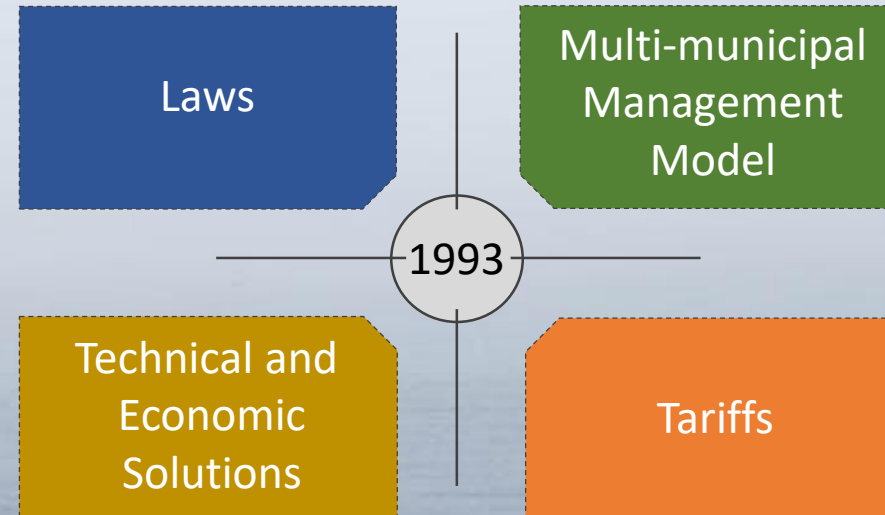 Laws
Multi-municipal
Management
Model
1993
Technical and
Economic
Solutions
Tariffs